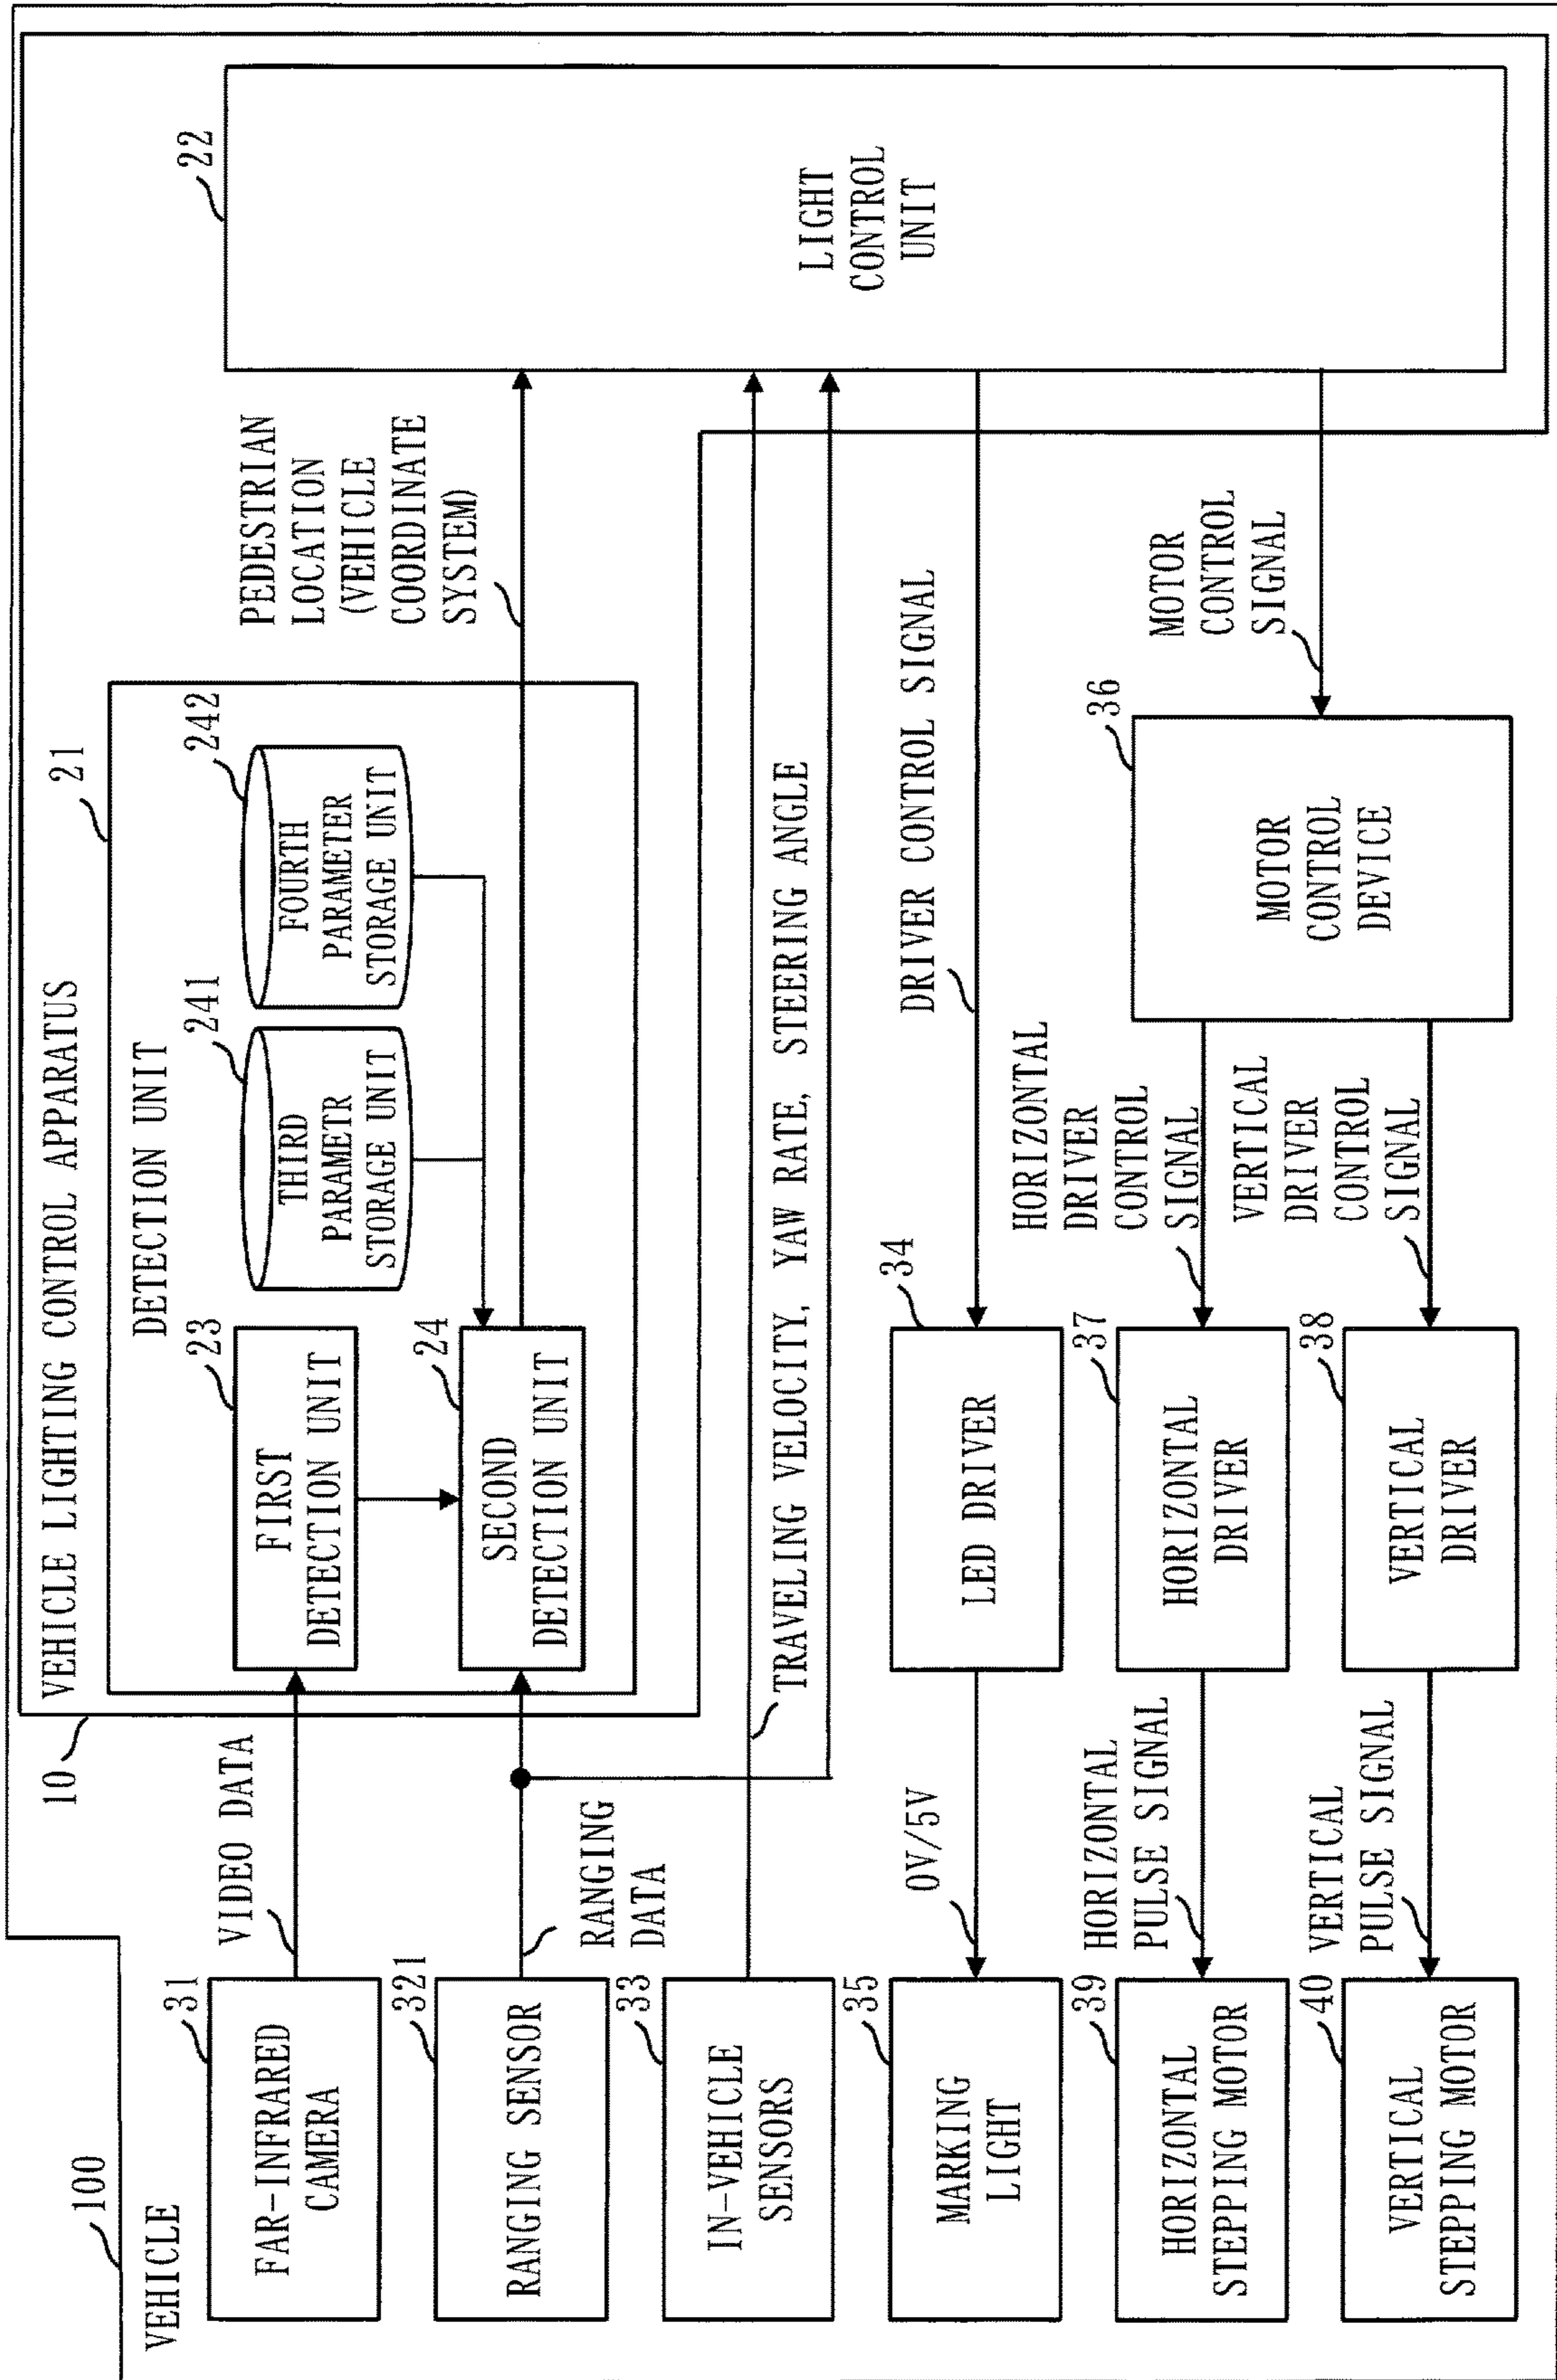 100
VEHICLE
10
VEHICLE LIGHTING CONTROL APPARATUS
21
DETECTION UNIT
31
FAR-INFRARED
CAMERA
VIDEO DATA
23
FIRST
DETECTION UNIT
241
THIRD
PARAMETR
STORAGE UNIT
242
FOURTH
PARAMETER
STORAGE UNIT
22
LIGHT
CONTROL
UNIT
321
RANGING SENSOR
RANGING
DATA
24
SECOND
DETECTION UNIT
PEDESTRIAN
LOCATION
(VEHICLE
COORDINATE
SYSTEM)
33
IN-VEHICLE
SENSORS
TRAVELING VELOCITY, YAW RATE, STEERING ANGLE
35
MARKING
LIGHT
0V/5V
34
LED DRIVER
DRIVER CONTROL SIGNAL
39
HORIZONTAL
STEPPING MOTOR
HORIZONTAL
PULSE SIGNAL
37
HORIZONTAL
DRIVER
HORIZONTAL
DRIVER
CONTROL
SIGNAL
36
MOTOR
CONTROL
DEVICE
MOTOR
CONTROL
SIGNAL
40
VERTICAL
STEPPING MOTOR
VERTICAL
PULSE SIGNAL
38
VERTICAL
DRIVER
VERTICAL
DRIVER
CONTROL
SIGNAL